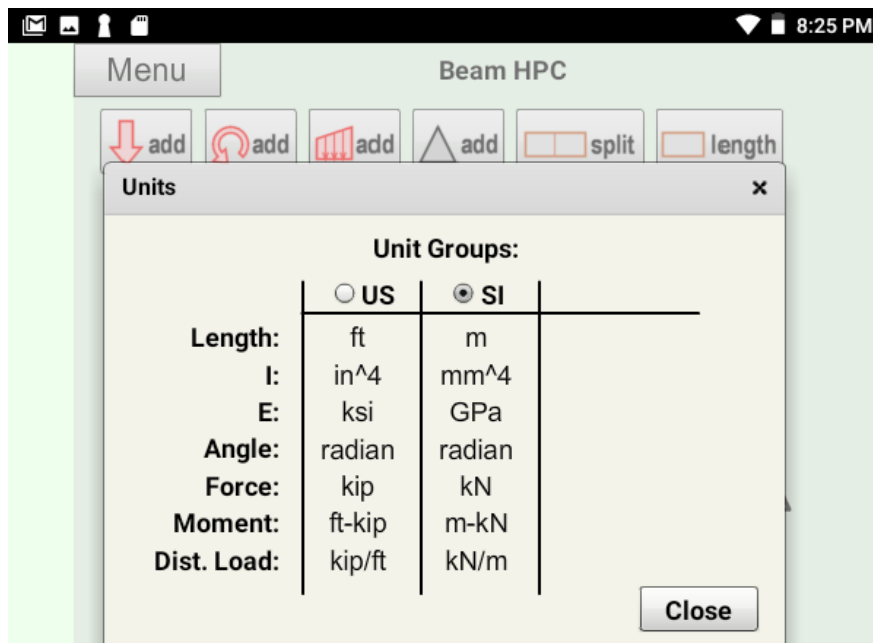 8:25 PM
Menu
Beam HPC
add add add add split length
Units ×
Unit Groups:
US SI
Length: ft m
I: in^4 mm^4
E: ksi GPa
Angle: radian radian
Force: kip kN
Moment: ft-kip m-kN
Dist. Load: kip/ft kN/m
Close